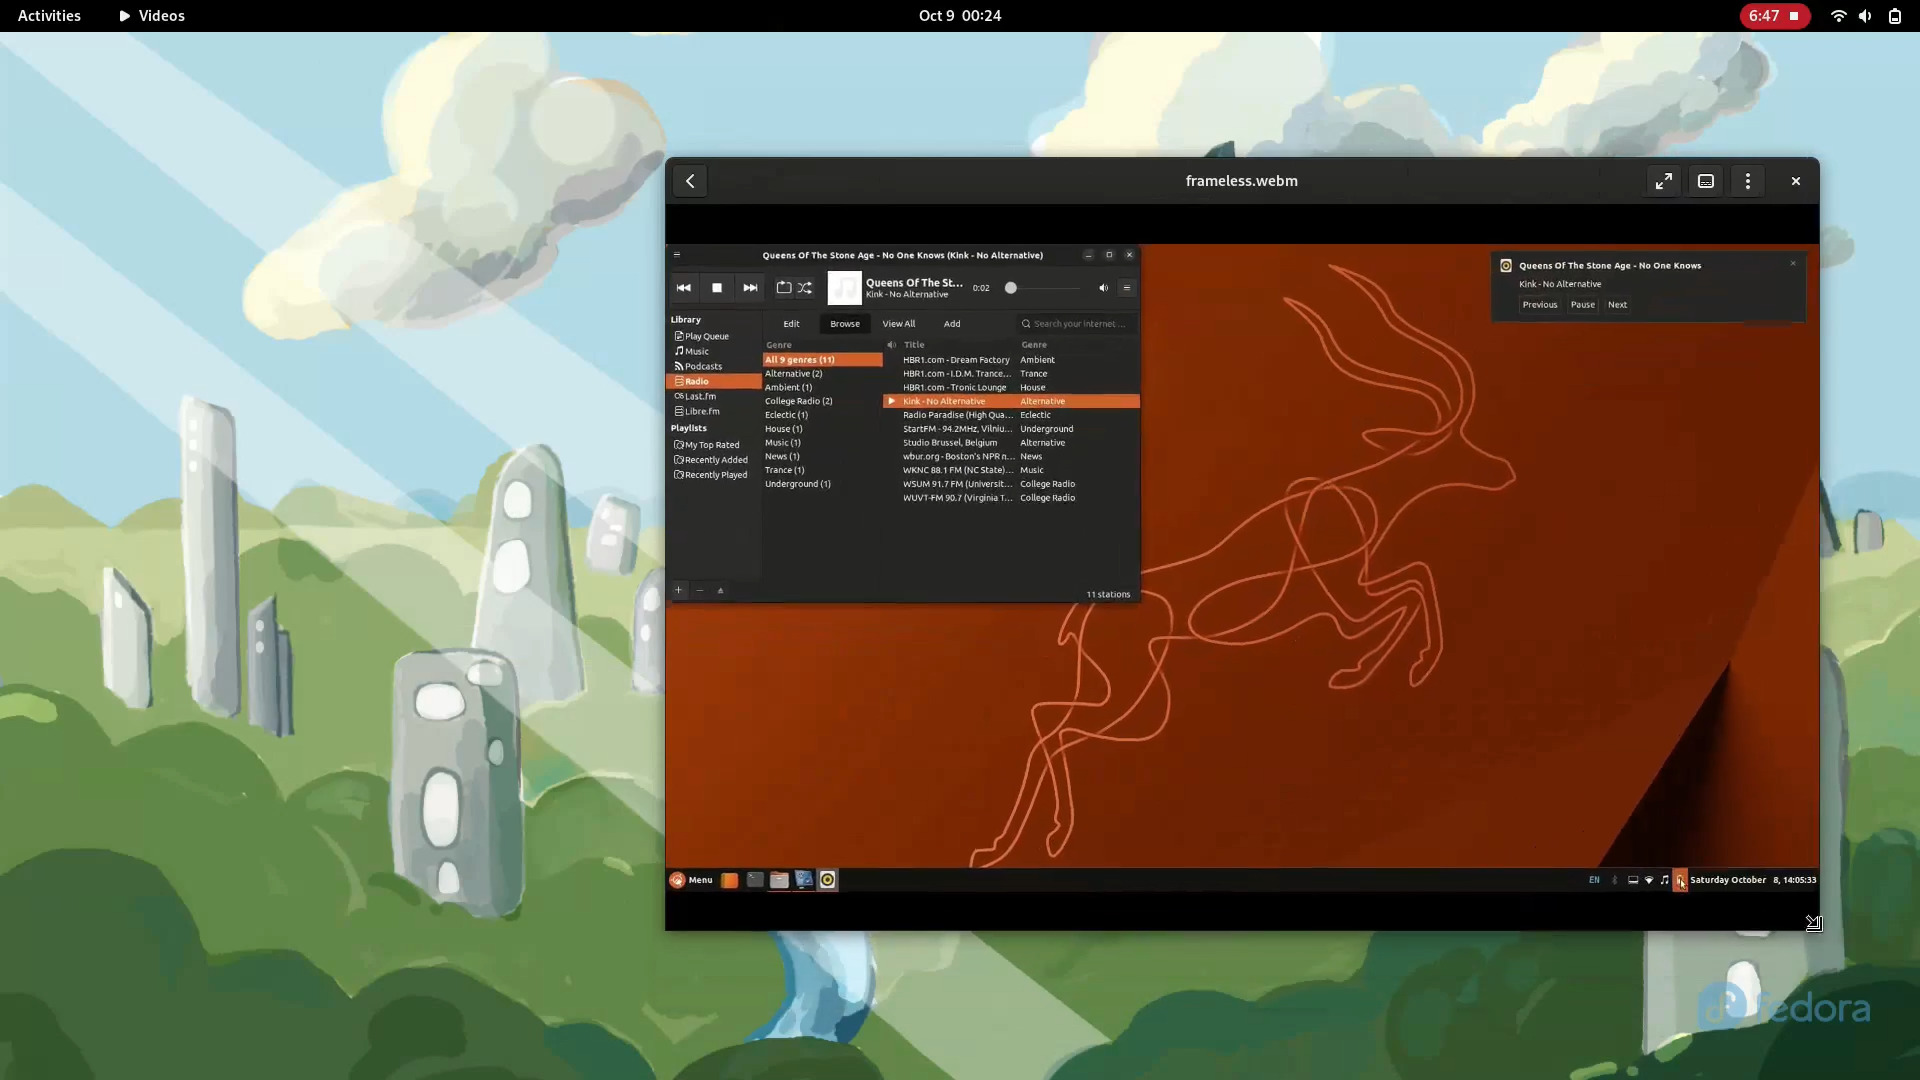 Activities
Videos
Oct 9 00:24
6:47
frameless.webm
Queens Of The Stone Age - No One Knows (Kink - No Alternative)
Queens Of The St...
Kink - No Alternative
0:02
Library
Play Queue
Music
Podcasts
Radio
Last.fm
Libre.fm
Playlists
My Top Rated
Recently Added
Recently Played
Edit
Browse
View All
Add
Search your internet ...
Genre
All 9 genres (11)
Alternative (2)
Ambient (1)
College Radio (2)
Eclectic (1)
House (1)
Music (1)
News (1)
Trance (1)
Underground (1)
Title Genre
HBR1.com - Dream Factory Ambient
HBR1.com - I.D.M. Trance... Trance
HBR1.com - Tronic Lounge House
Kink - No Alternative Alternative
Radio Paradise (High Qua... Eclectic
StartFM - 94.2MHz, Vilniu... Underground
Studio Brussel, Belgium Alternative
wbur.org - Boston's NPR n... News
WKNC 88.1 FM (NC State)... Music
WSUM 91.7 FM (Universit... College Radio
WUVT-FM 90.7 (Virginia T... College Radio
11 stations
Queens Of The Stone Age - No One Knows
Kink - No Alternative
Previous Pause Next
Menu
EN
Saturday October 8, 14:05:33
fedora